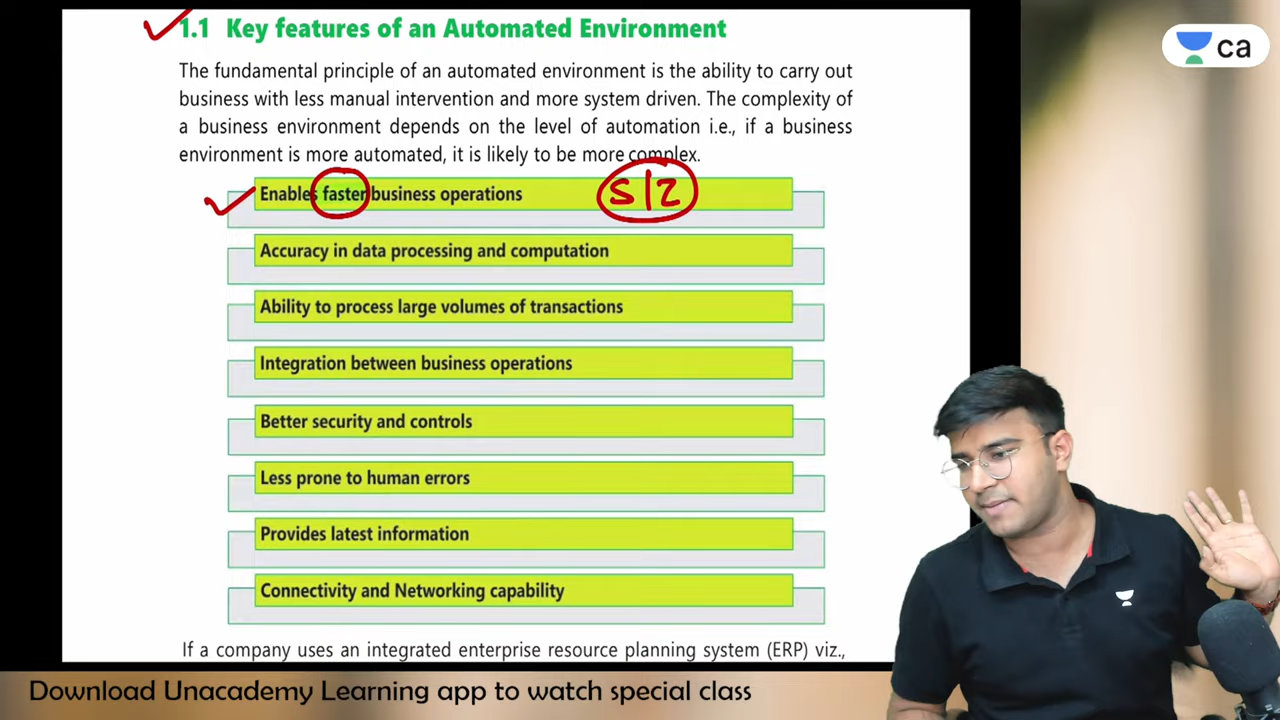 1.1 Key features of an Automated Environment
ca
The fundamental principle of an automated environment is the ability to carry out
business with less manual intervention and more system driven. The complexity of
a business environment depends on the level of automation i.e., if a business
environment is more automated, it is likely to be more complex.
Enables faster business operations
S|2
Accuracy in data processing and computation
Ability to process large volumes of transactions
Integration between business operations
Better security and controls
Less prone to human errors
Provides latest information
Connectivity and Networking capability
If a company uses an integrated enterprise resource planning system (ERP) viz.,
Download Unacademy Learning app to watch special class